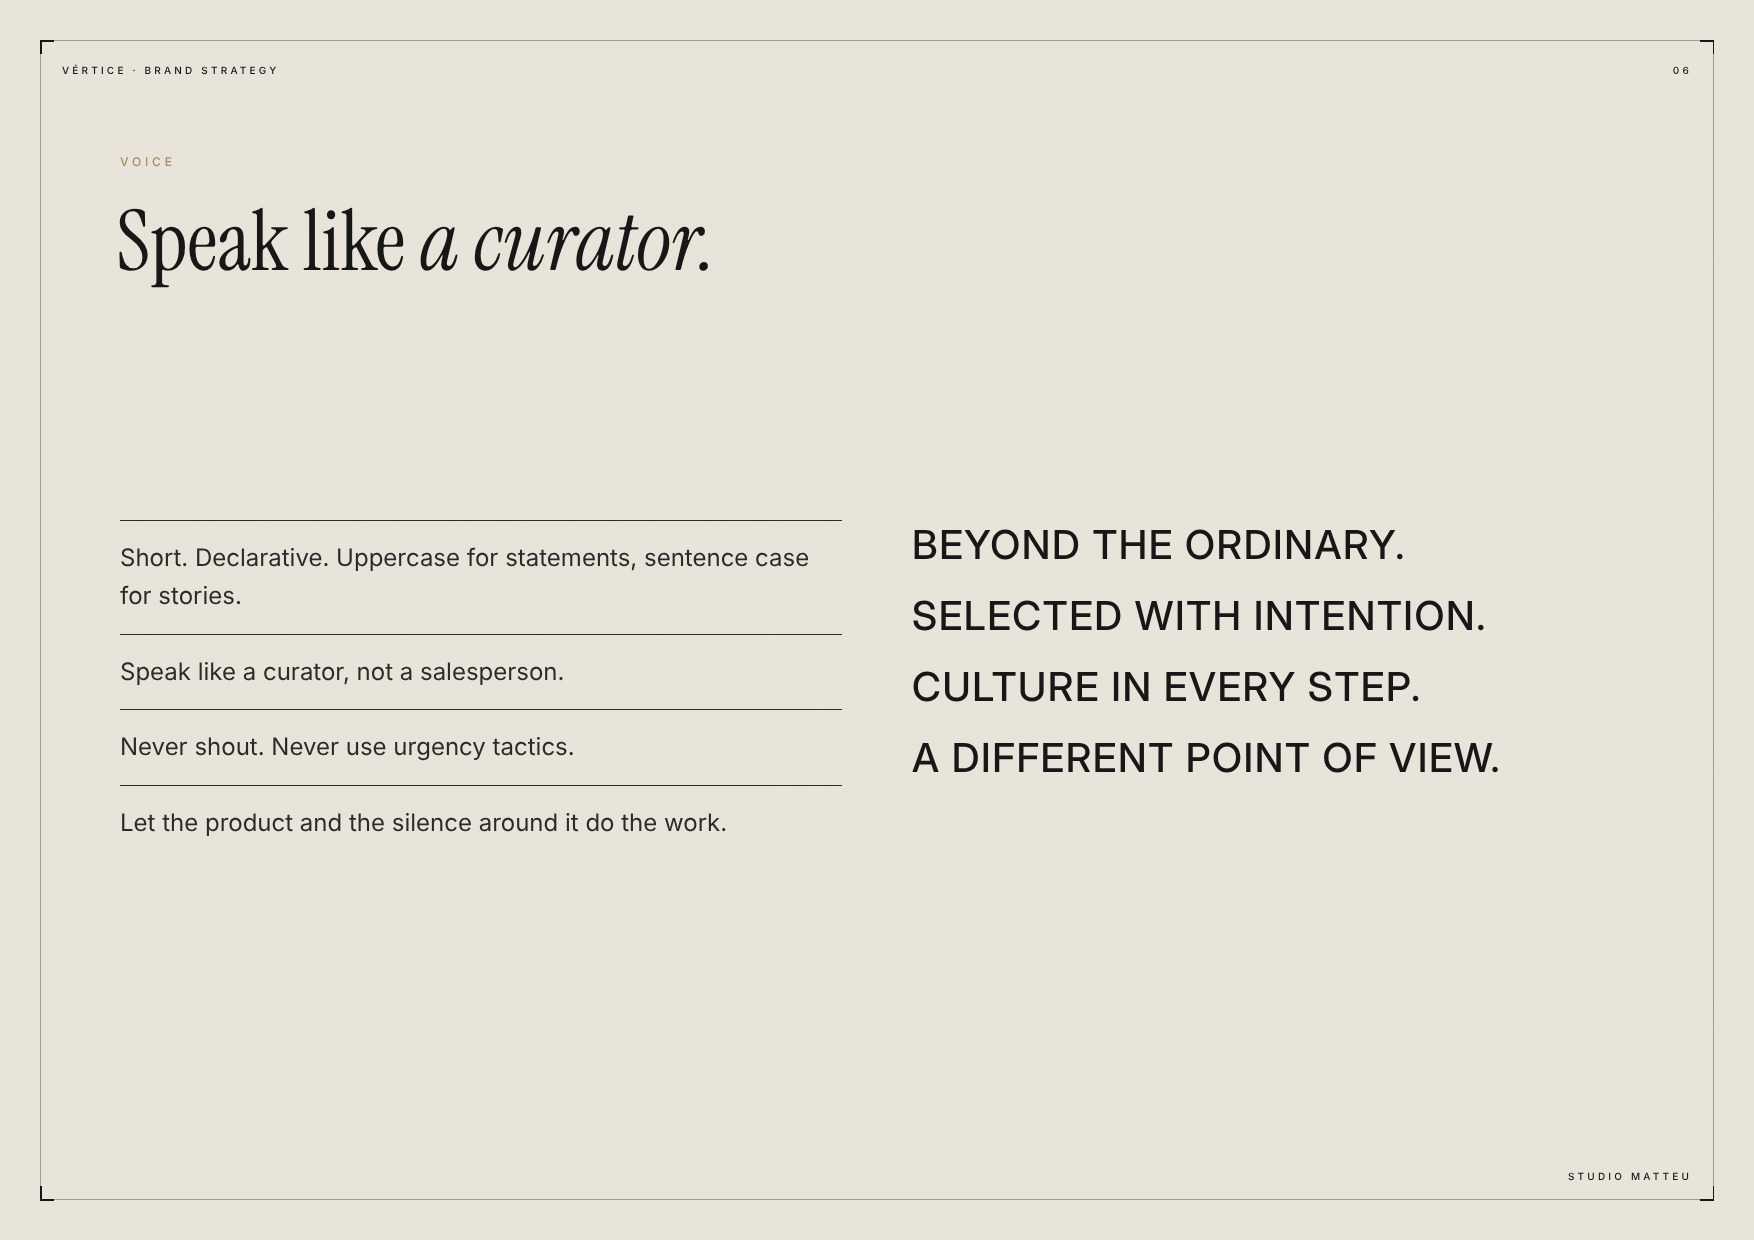 VÉRTICE · BRAND STRATEGY
06
VOICE
Speak like a curator.
Short. Declarative. Uppercase for statements, sentence case
for stories.
Speak like a curator, not a salesperson.
Never shout. Never use urgency tactics.
Let the product and the silence around it do the work.
BEYOND THE ORDINARY.
SELECTED WITH INTENTION.
CULTURE IN EVERY STEP.
A DIFFERENT POINT OF VIEW.
STUDIO MATTEU